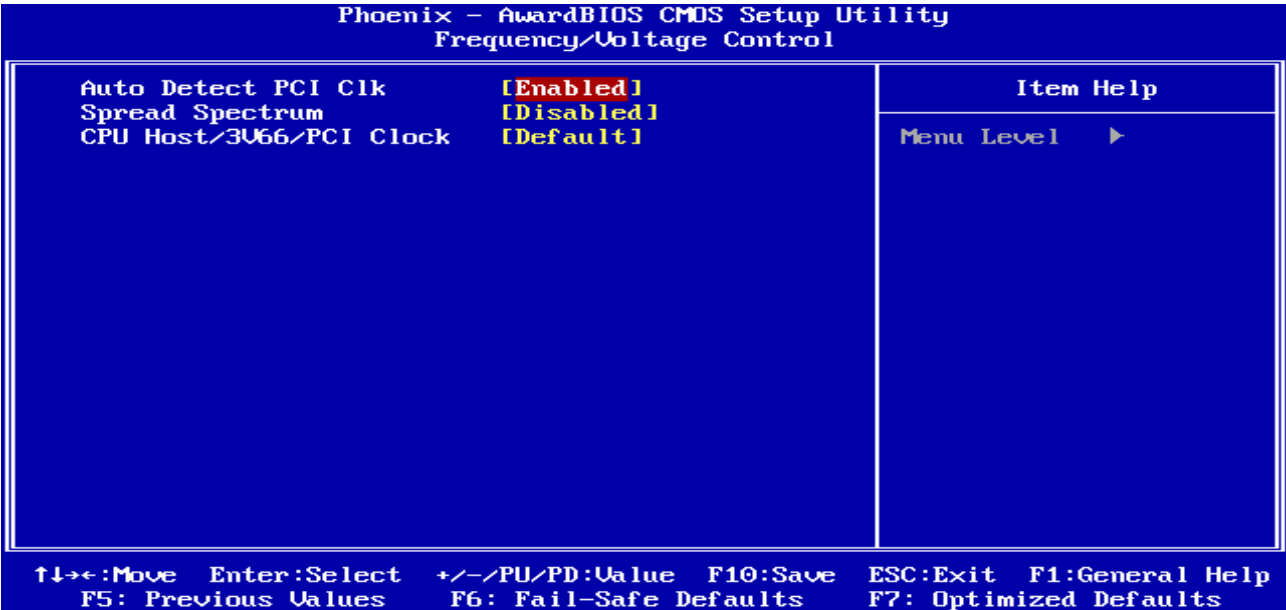 Phoenix - AwardBIOS CMOS Setup Utility
Frequency/Voltage Control
Auto Detect PCI Clk [Enabled]
Spread Spectrum [Disabled]
CPU Host/3V66/PCI Clock [Default]
Item Help
Menu Level ►
↑↓→←:Move Enter:Select +/-/PU/PD:Value F10:Save ESC:Exit F1:General Help
F5: Previous Values F6: Fail-Safe Defaults F7: Optimized Defaults